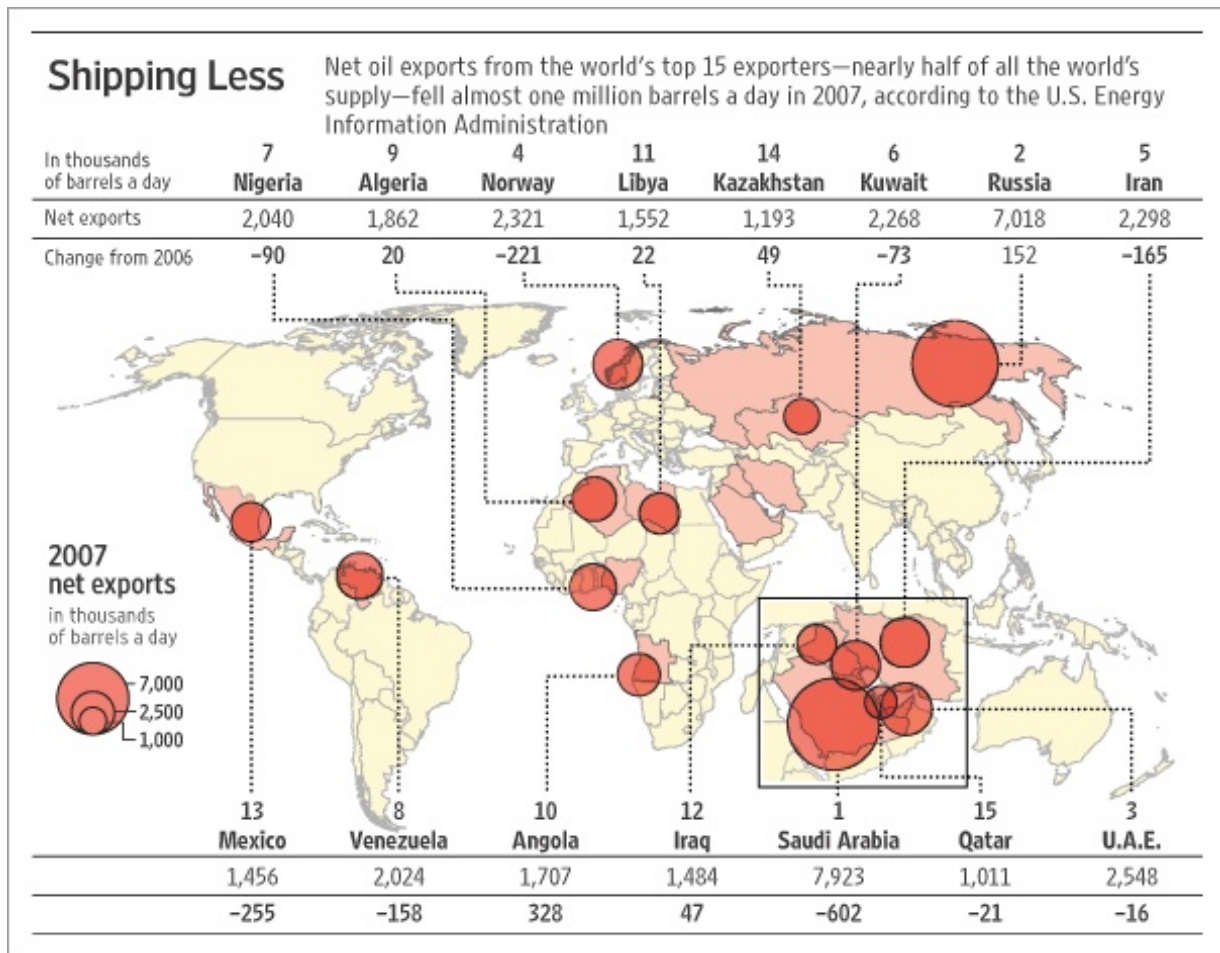 Shipping Less
Net oil exports from the world's top 15 exporters—nearly half of all the world's
supply—fell almost one million barrels a day in 2007, according to the U.S. Energy
Information Administration
In thousands
of barrels a day
7 9 4 11 14 6 2 5
Nigeria Algeria Norway Libya Kazakhstan Kuwait Russia Iran
Net exports 2,040 1,862 2,321 1,552 1,193 2,268 7,018 2,298
Change from 2006 –90 20 –221 22 49 –73 152 –165
2007
net exports
in thousands
of barrels a day
7,000
2,500
1,000
13 8 10 12 1 15 3
Mexico Venezuela Angola Iraq Saudi Arabia Qatar U.A.E.
1,456 2,024 1,707 1,484 7,923 1,011 2,548
–255 –158 328 47 –602 –21 –16